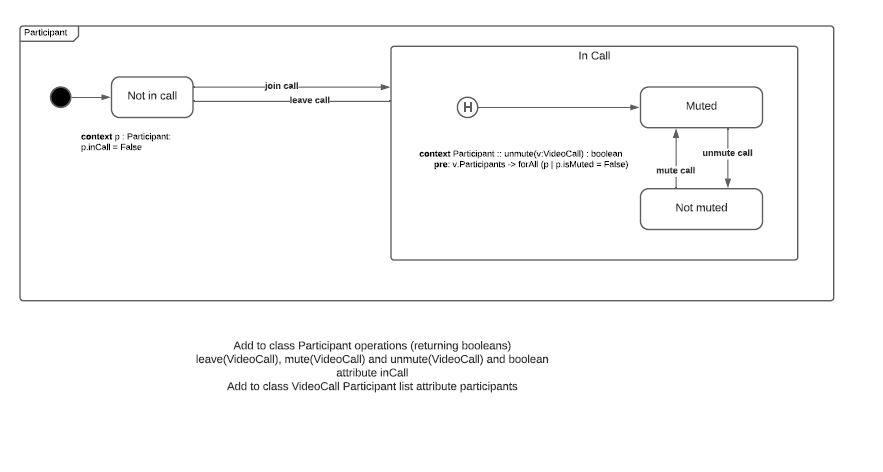 Participant
In Call
Not in call
join call
leave call
H
Muted
context p : Participant:
p.inCall = False
context Participant :: unmute(v:VideoCall) : boolean
pre: v.Participants -> forAll (p | p.isMuted = False)
unmute call
mute call
Not muted
Add to class Participant operations (returning booleans)
leave(VideoCall), mute(VideoCall) and unmute(VideoCall) and boolean
attribute inCall
Add to class VideoCall Participant list attribute participants